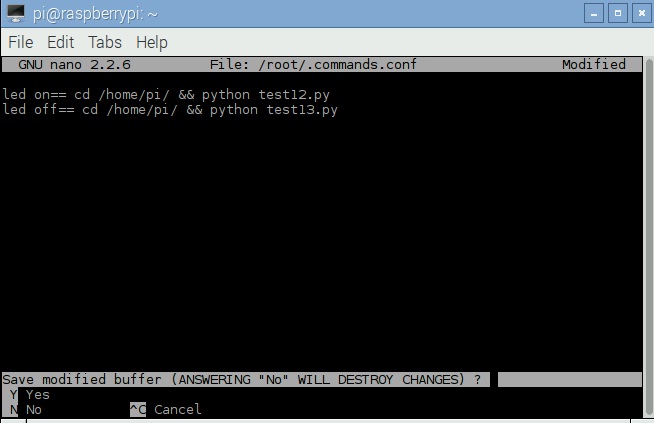 pi@raspberrypi: ~
File Edit Tabs Help
GNU nano 2.2.6 File: /root/.commands.conf Modified
led on== cd /home/pi/ && python test12.py
led off== cd /home/pi/ && python test13.py
Save modified buffer (ANSWERING "No" WILL DESTROY CHANGES) ?
Y Yes
N No ^C Cancel